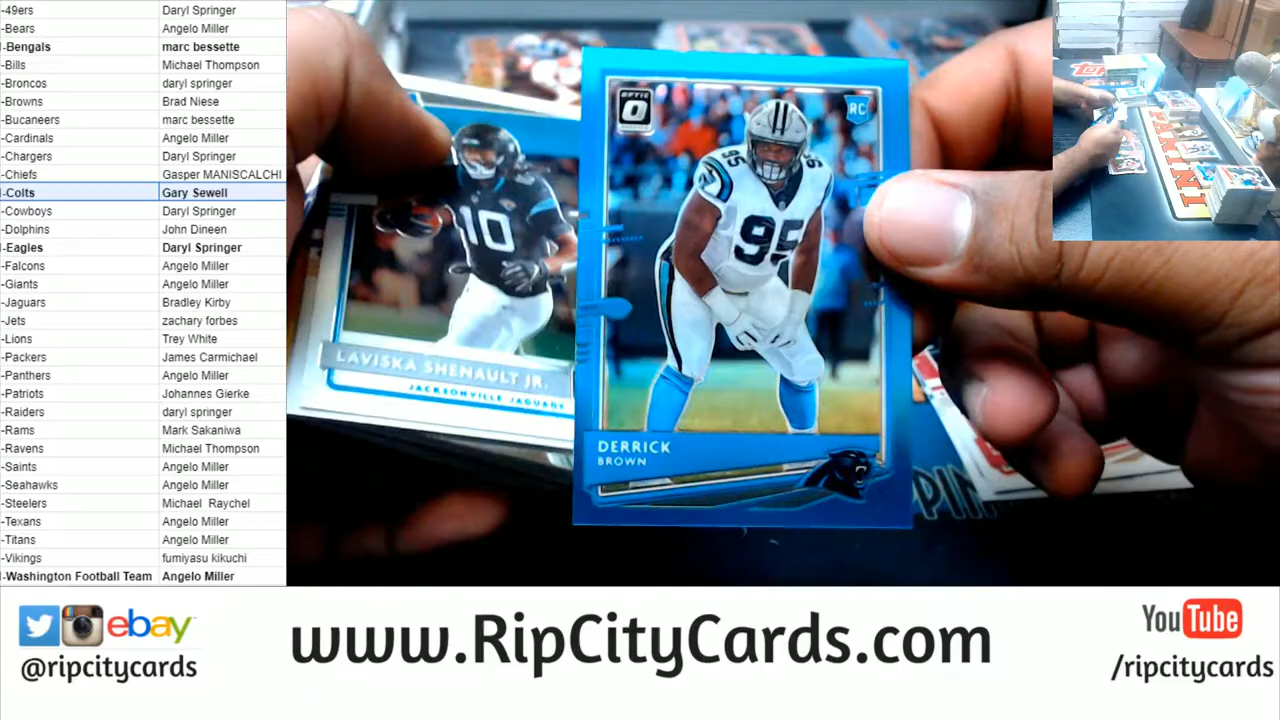 -49ers Daryl Springer
-Bears Angelo Miller
-Bengals marc bessette
-Bills Michael Thompson
-Broncos daryl springer
-Browns Brad Niese
-Bucaneers marc bessette
-Cardinals Angelo Miller
-Chargers Daryl Springer
-Chiefs Gasper MANISCALCHI
-Colts Gary Sewell
-Cowboys Daryl Springer
-Dolphins John Dineen
-Eagles Daryl Springer
-Falcons Angelo Miller
-Giants Angelo Miller
-Jaguars Bradley Kirby
-Jets zachary forbes
-Lions Trey White
-Packers James Carmichael
-Panthers Angelo Miller
-Patriots Johannes Gierke
-Raiders daryl springer
-Rams Mark Sakaniwa
-Ravens Michael Thompson
-Saints Angelo Miller
-Seahawks Angelo Miller
-Steelers Michael Raychel
-Texans Angelo Miller
-Titans Angelo Miller
-Vikings fumiyasu kikuchi
-Washington Football Team Angelo Miller
10
LAVISKA SHENAULT JR.
JACKSONVILLE JAGUARS
OPTIC
RC
95
95
95
DERRICK
BROWN
PANINI
ebay
@ripcitycards
www.RipCityCards.com
YouTube
/ripcitycards